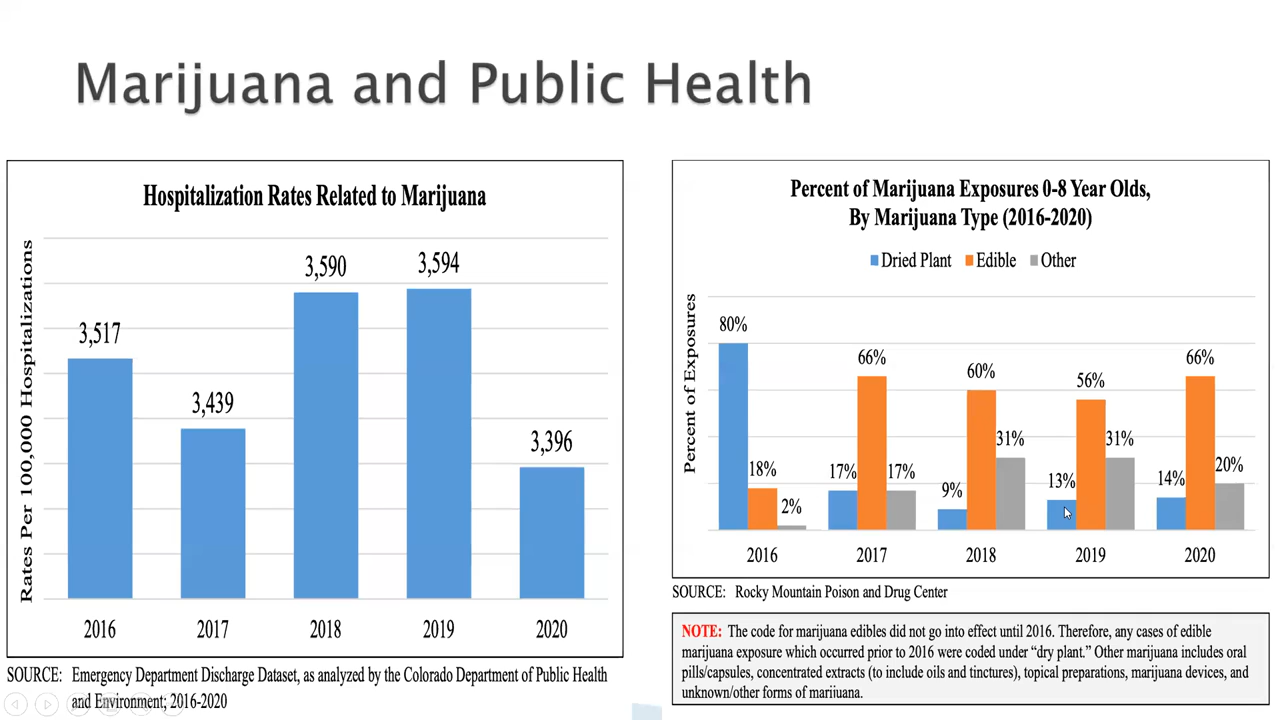 Marijuana and Public Health
Hospitalization Rates Related to Marijuana
Rates Per 100,000 Hospitalizations
3,517
3,439
3,590
3,594
3,396
2016
2017
2018
2019
2020
SOURCE: Emergency Department Discharge Dataset, as analyzed by the Colorado Department of Public Health
and Environment; 2016-2020
Percent of Marijuana Exposures 0-8 Year Olds,
By Marijuana Type (2016-2020)
Dried Plant Edible Other
Percent of Exposures
80% 18% 2%
17% 66% 17%
9% 60% 31%
13% 56% 31%
14% 66% 20%
2016 2017 2018 2019 2020
SOURCE: Rocky Mountain Poison and Drug Center
NOTE: The code for marijuana edibles did not go into effect until 2016. Therefore, any cases of edible
marijuana exposure which occurred prior to 2016 were coded under “dry plant.” Other marijuana includes oral
pills/capsules, concentrated extracts (to include oils and tinctures), topical preparations, marijuana devices, and
unknown/other forms of marijuana.